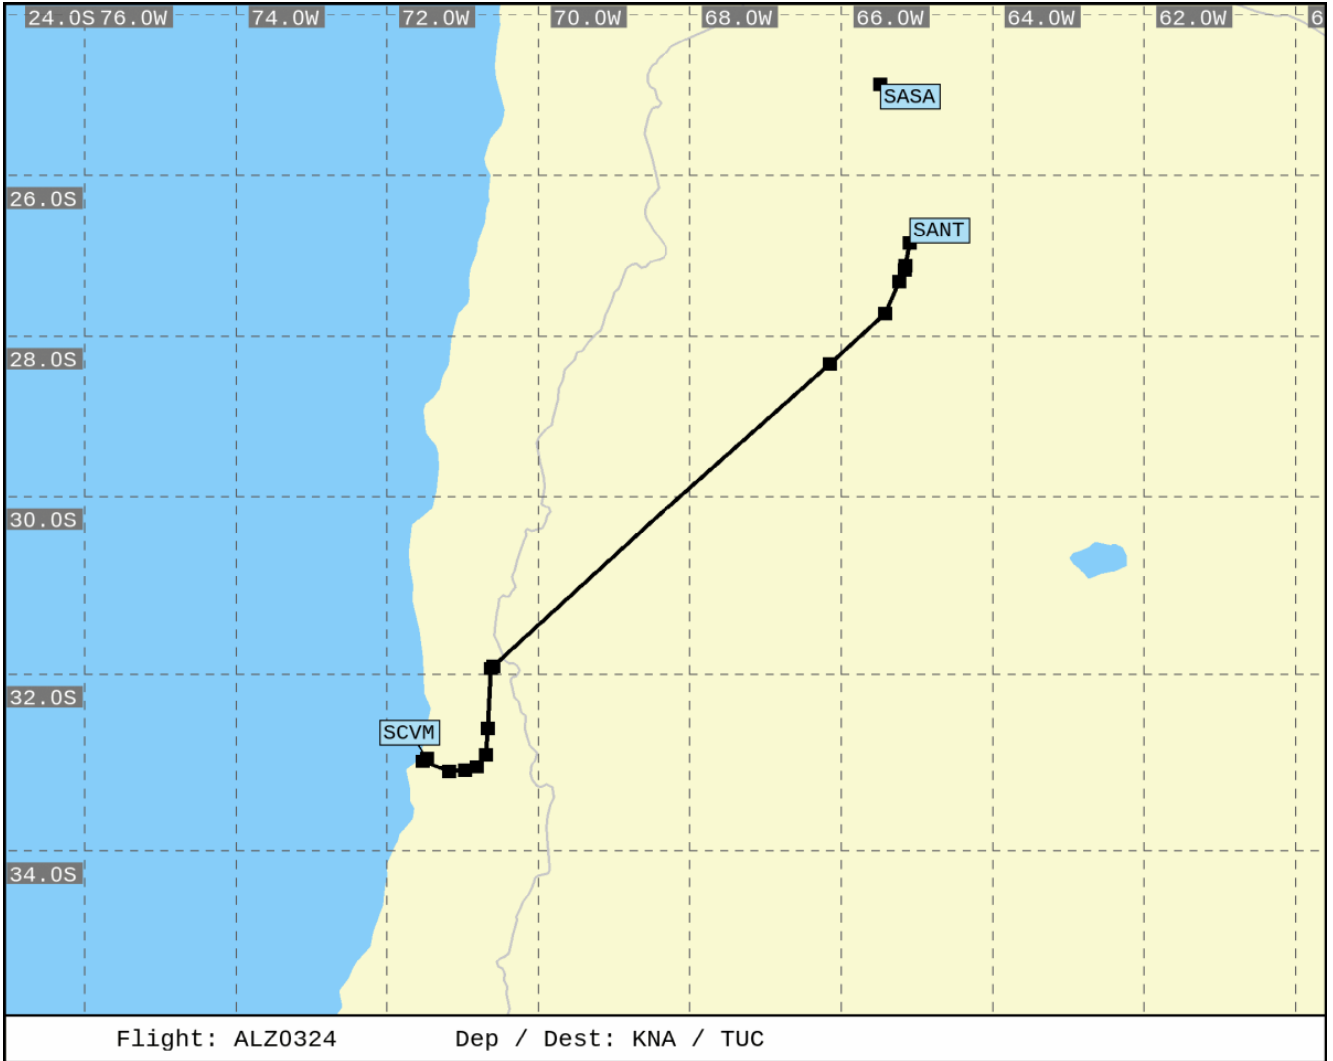 24.0S 76.0W 74.0W 72.0W 70.0W 68.0W 66.0W 64.0W 62.0W 6
SASA
26.0S
SANT
28.0S
30.0S
32.0S
SCVM
34.0S
Flight: ALZ0324 Dep / Dest: KNA / TUC